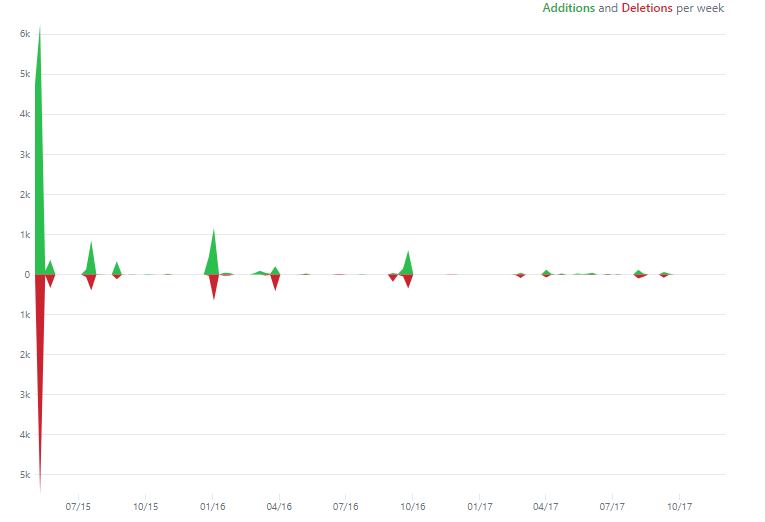 Additions and Deletions per week
6k
5k
4k
3k
2k
1k
0
1k
2k
3k
4k
5k
07/15 10/15 01/16 04/16 07/16 10/16 01/17 04/17 07/17 10/17